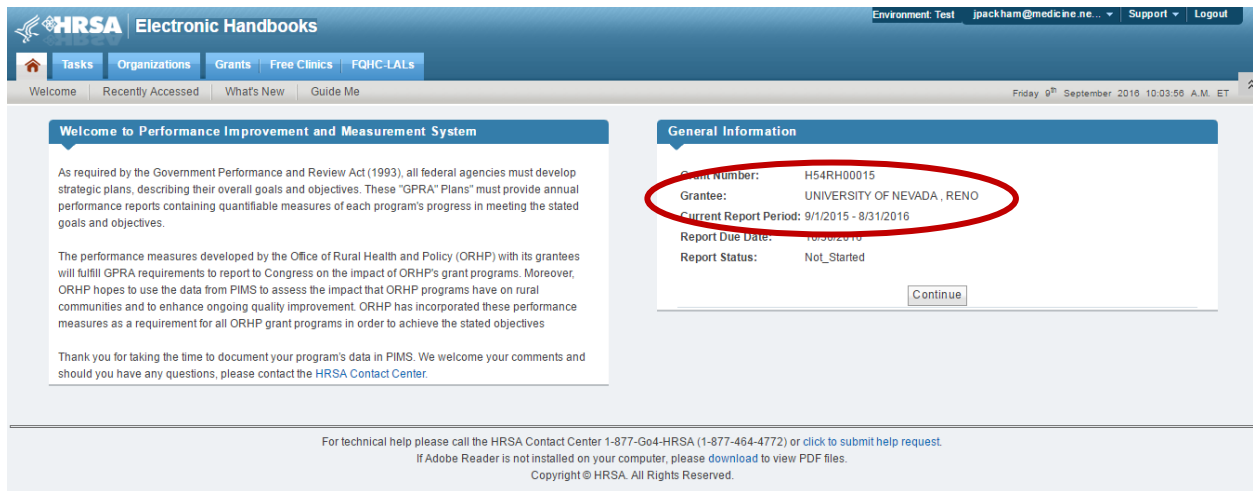 HRSA Electronic Handbooks
Environment: Test jpackham@medicine.ne... Support Logout
Tasks Organizations Grants Free Clinics FQHC-LALs
Welcome Recently Accessed What's New Guide Me
Friday 9th September 2016 10:03:56 A.M. ET
Welcome to Performance Improvement and Measurement System
As required by the Government Performance and Review Act (1993), all federal agencies must develop
strategic plans, describing their overall goals and objectives. These "GPRA" Plans" must provide annual
performance reports containing quantifiable measures of each program's progress in meeting the stated
goals and objectives.
The performance measures developed by the Office of Rural Health and Policy (ORHP) with its grantees
will fulfill GPRA requirements to report to Congress on the impact of ORHP's grant programs. Moreover,
ORHP hopes to use the data from PIMS to assess the impact that ORHP programs have on rural
communities and to enhance ongoing quality improvement. ORHP has incorporated these performance
measures as a requirement for all ORHP grant programs in order to achieve the stated objectives
Thank you for taking the time to document your program's data in PIMS. We welcome your comments and
should you have any questions, please contact the HRSA Contact Center.
General Information
Grant Number: H54RH00015
Grantee: UNIVERSITY OF NEVADA , RENO
Current Report Period: 9/1/2015 - 8/31/2016
Report Due Date:
Report Status: Not_Started
Continue
For technical help please call the HRSA Contact Center 1-877-Go4-HRSA (1-877-464-4772) or click to submit help request.
If Adobe Reader is not installed on your computer, please download to view PDF files.
Copyright © HRSA. All Rights Reserved.